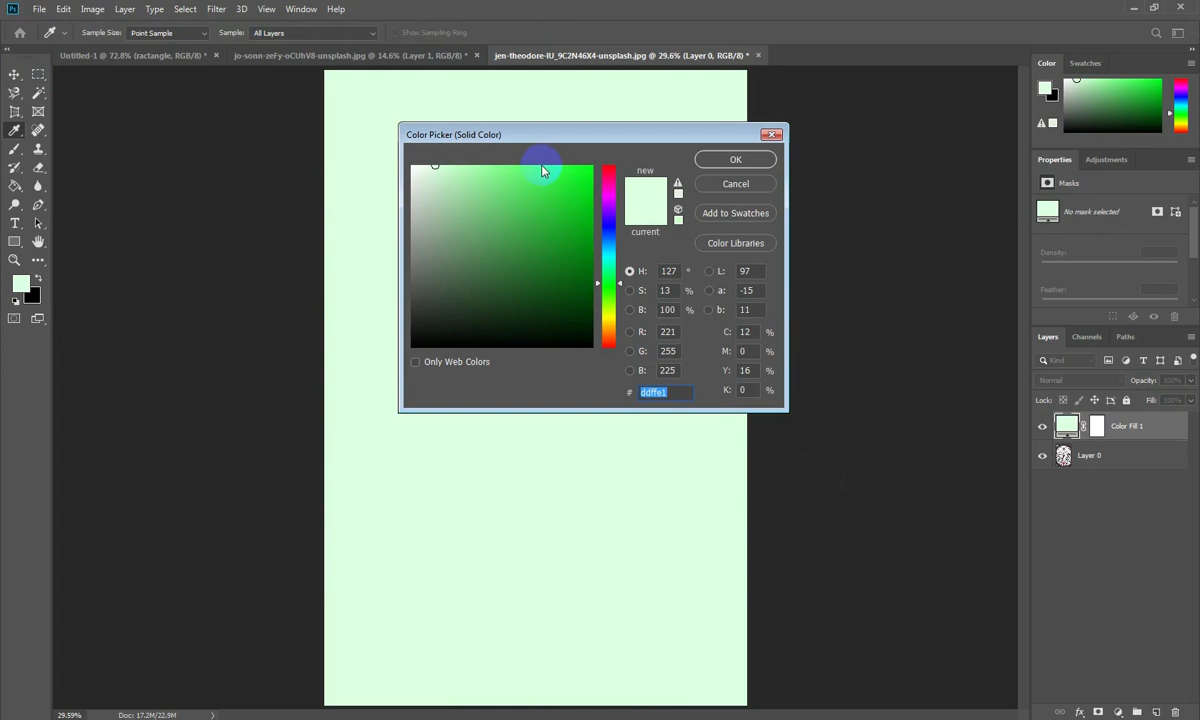 Ps File Edit Image Layer Type Select Filter 3D View Window Help
Sample Size: Point Sample Sample: All Layers Show Sampling Ring
Untitled-1 @ 72.8% (ractangle, RGB/8) * × jo-sonn-zeFy-oCUhV8-unsplash.jpg @ 14.6% (Layer 1, RGB/8) * × jen-theodore-IU_9C2N46X4-unsplash.jpg @ 29.6% (Layer 0, RGB/8) * ×
Color Swatches
Color Picker (Solid Color)
new
current
OK
Cancel
Add to Swatches
Color Libraries
H: 127 ° L: 97
S: 13 % a: -15
B: 100 % b: 11
R: 221 C: 12 %
G: 255 M: 0 %
B: 225 Y: 16 %
# ddffe1 K: 0 %
Only Web Colors
Properties Adjustments
Masks
No mask selected
Density:
Feather:
Layers Channels Paths
Kind
Normal Opacity: 100%
Lock: Fill: 100%
Color Fill 1
Layer 0
29.59% Doc: 17.2M/22.9M